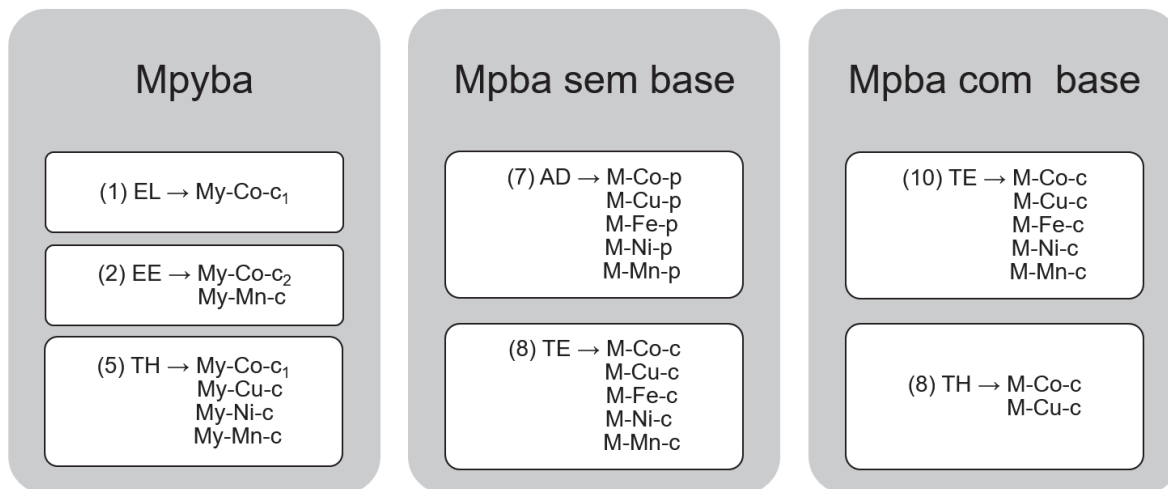 Mpyba
(1) EL → My-Co-c₁
(2) EE → My-Co-c₂
My-Mn-c
(5) TH → My-Co-c₁
My-Cu-c
My-Ni-c
My-Mn-c
Mpba sem base
(7) AD → M-Co-p
M-Cu-p
M-Fe-p
M-Ni-p
M-Mn-p
(8) TE → M-Co-c
M-Cu-c
M-Fe-c
M-Ni-c
M-Mn-c
Mpba com base
(10) TE → M-Co-c
M-Cu-c
M-Fe-c
M-Ni-c
M-Mn-c
(8) TH → M-Co-c
M-Cu-c